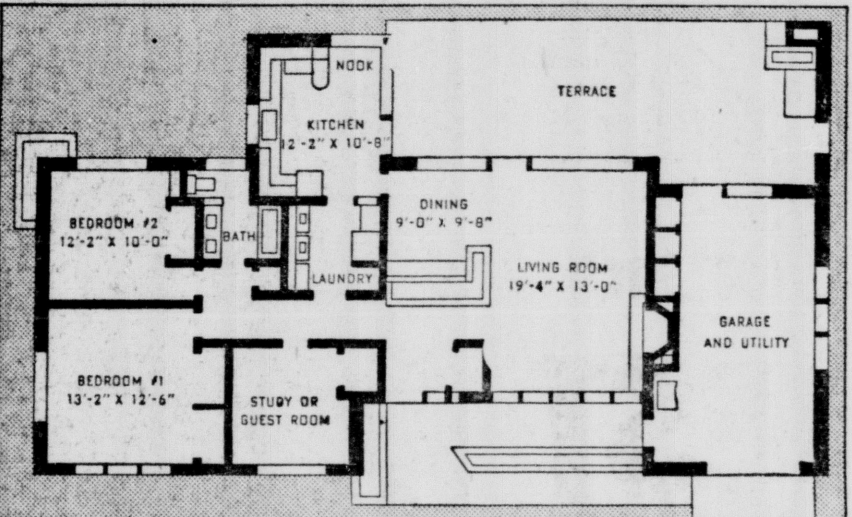 NOOK
TERRACE
KITCHEN
12'-2" X 10'-8"
DINING
9'-0" X 9'-8"
BEDROOM #2
12'-2" X 10'-0"
BATH
LAUNDRY
LIVING ROOM
19'-4" X 13'-0"
GARAGE
AND UTILITY
BEDROOM #1
13'-2" X 12'-6"
STUDY OR
GUEST ROOM